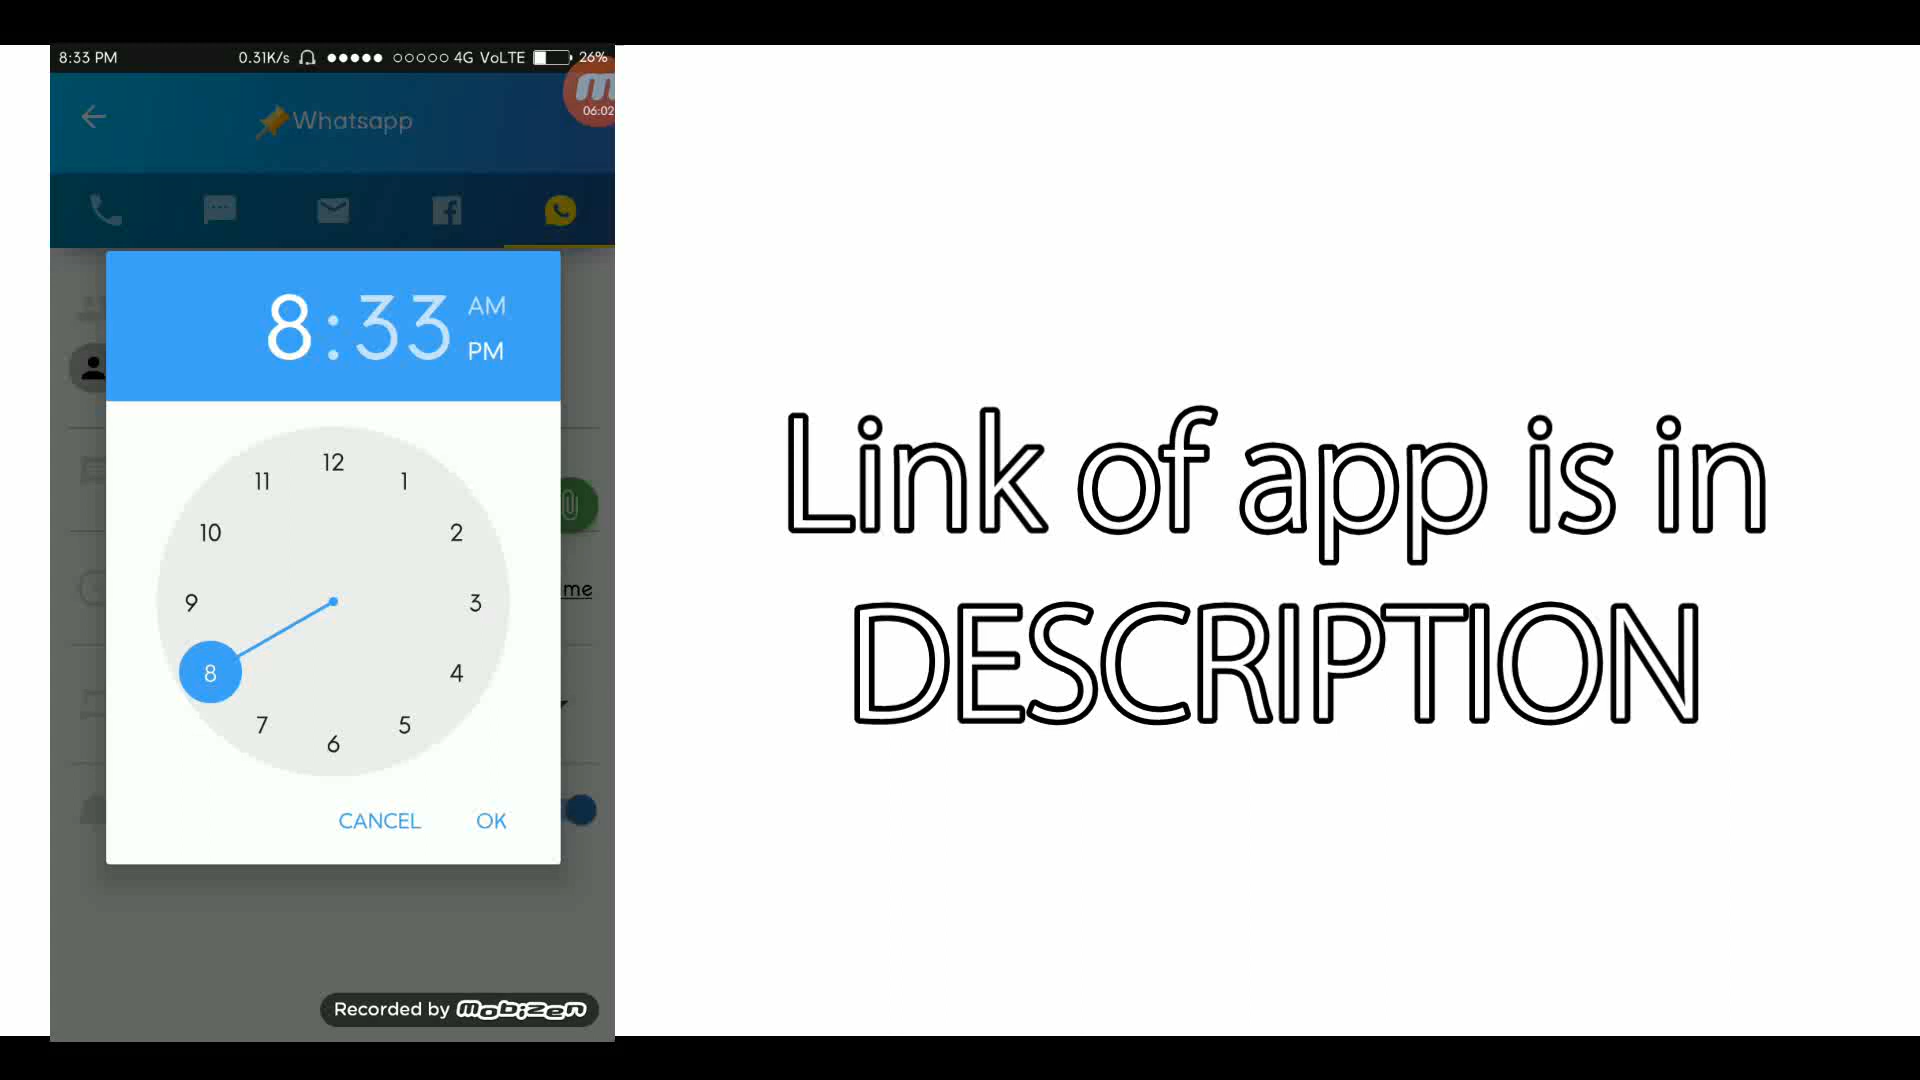 8:33 PM 0.31K/s 4G VoLTE 26%
Whatsapp
06:02
8:33 AM
PM
12
11 1
10 2
9 3
8 4
7 5
6
me
CANCEL OK
Recorded by mobizen
Link of app is in
DESCRIPTION